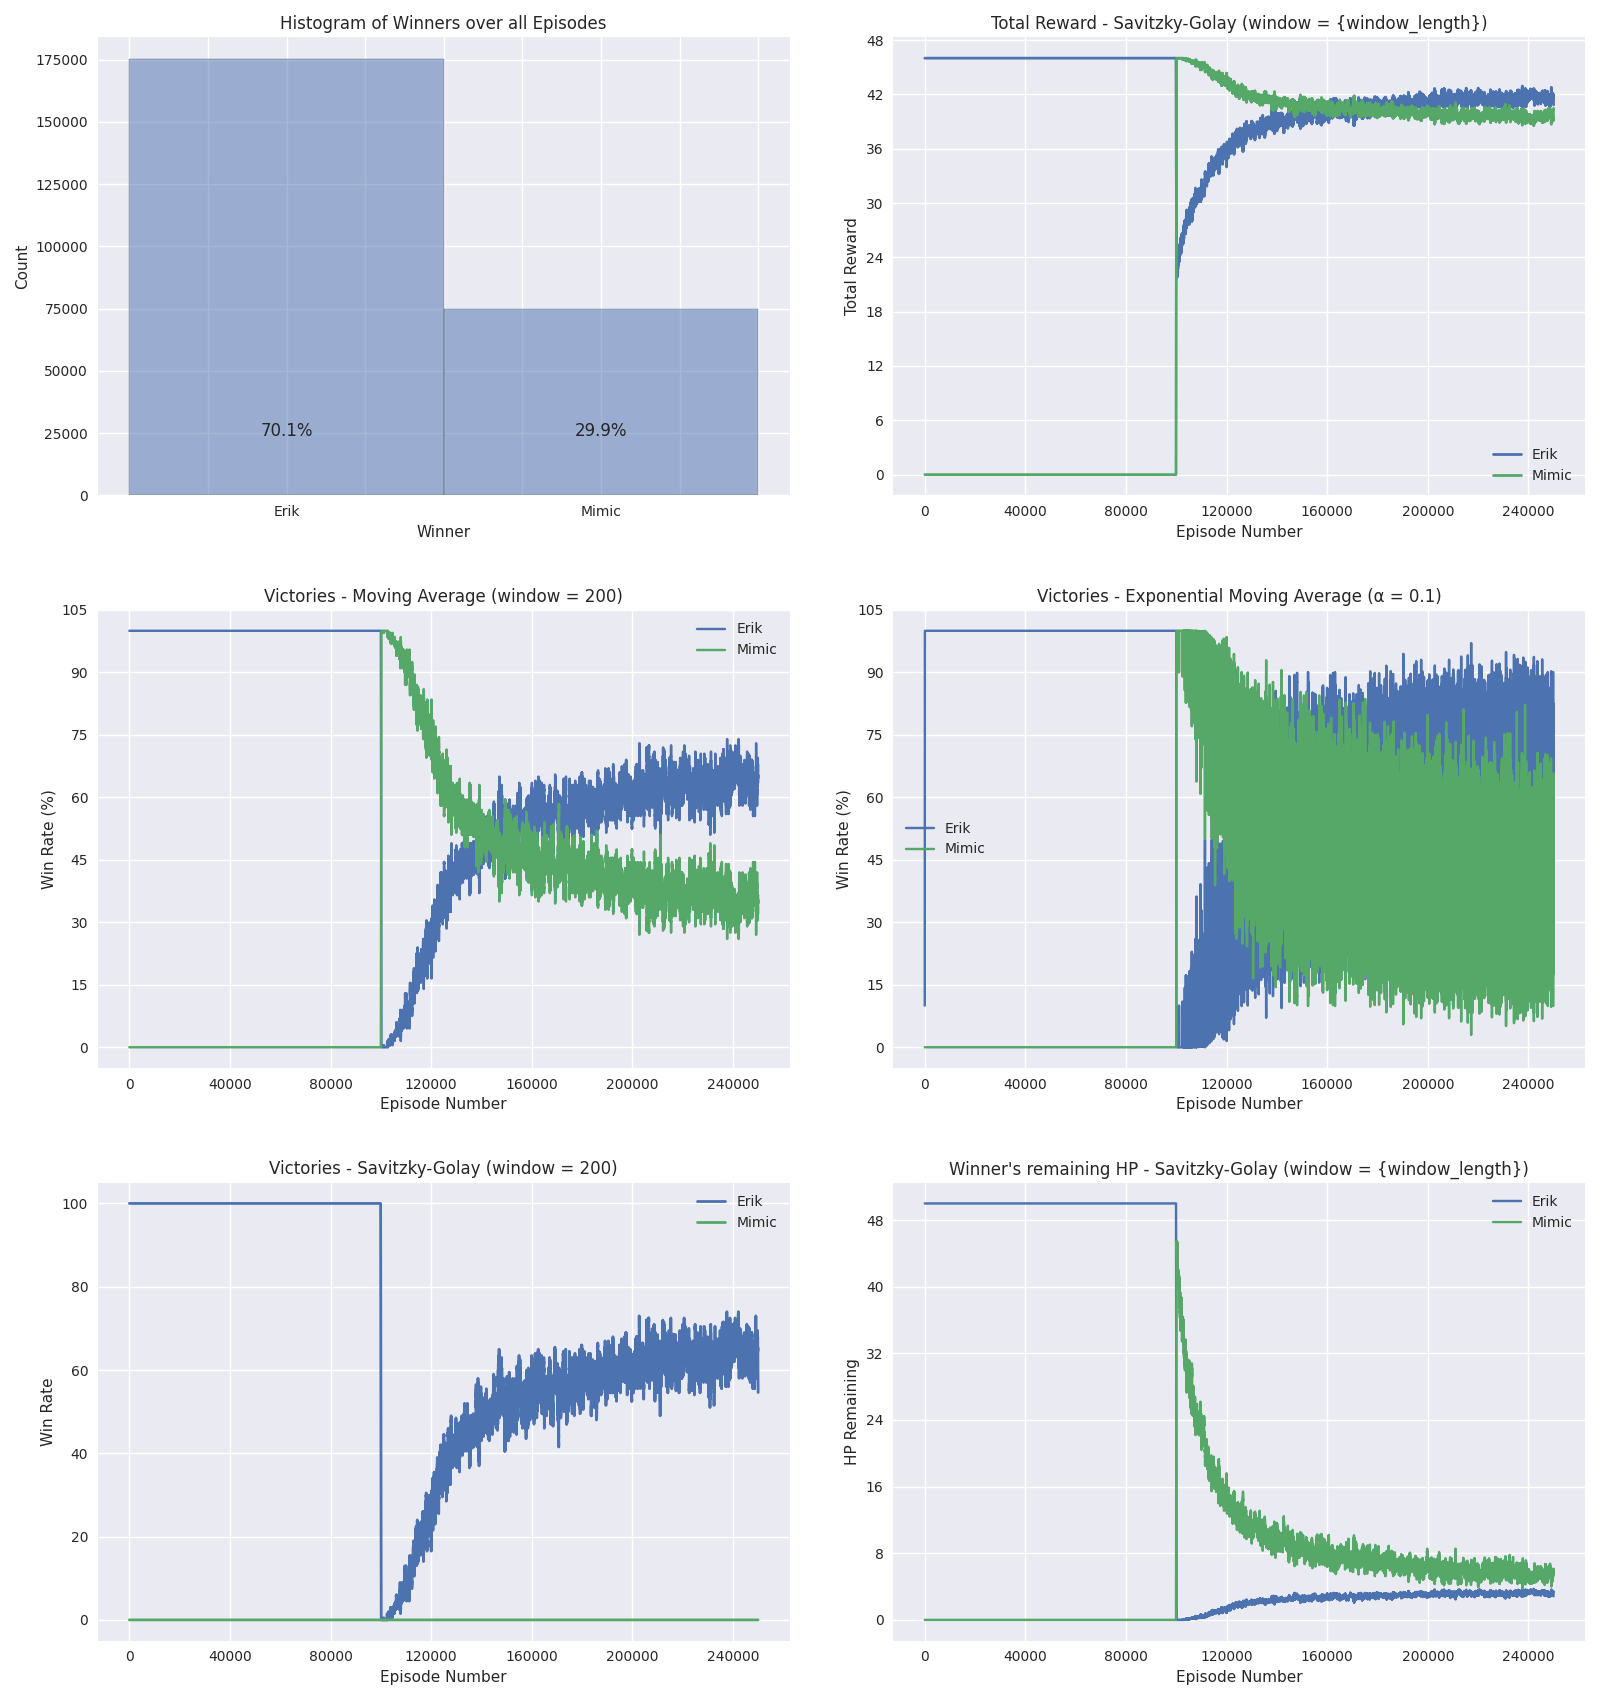 Histogram of Winners over all Episodes
175000
150000
125000
100000
75000
50000
25000
0
Count
70.1%
29.9%
Erik
Mimic
Winner
Total Reward - Savitzky-Golay (window = {window_length})
48
42
36
30
24
18
12
6
0
Total Reward
Erik
Mimic
0 40000 80000 120000 160000 200000 240000
Episode Number
Victories - Moving Average (window = 200)
105
90
75
60
45
30
15
0
Win Rate (%)
Erik
Mimic
0 40000 80000 120000 160000 200000 240000
Episode Number
Victories - Exponential Moving Average (α = 0.1)
105
90
75
60
45
30
15
0
Win Rate (%)
Erik
Mimic
0 40000 80000 120000 160000 200000 240000
Episode Number
Victories - Savitzky-Golay (window = 200)
100
80
60
40
20
0
Win Rate
Erik
Mimic
0 40000 80000 120000 160000 200000 240000
Episode Number
Winner's remaining HP - Savitzky-Golay (window = {window_length})
48
40
32
24
16
8
0
HP Remaining
Erik
Mimic
0 40000 80000 120000 160000 200000 240000
Episode Number